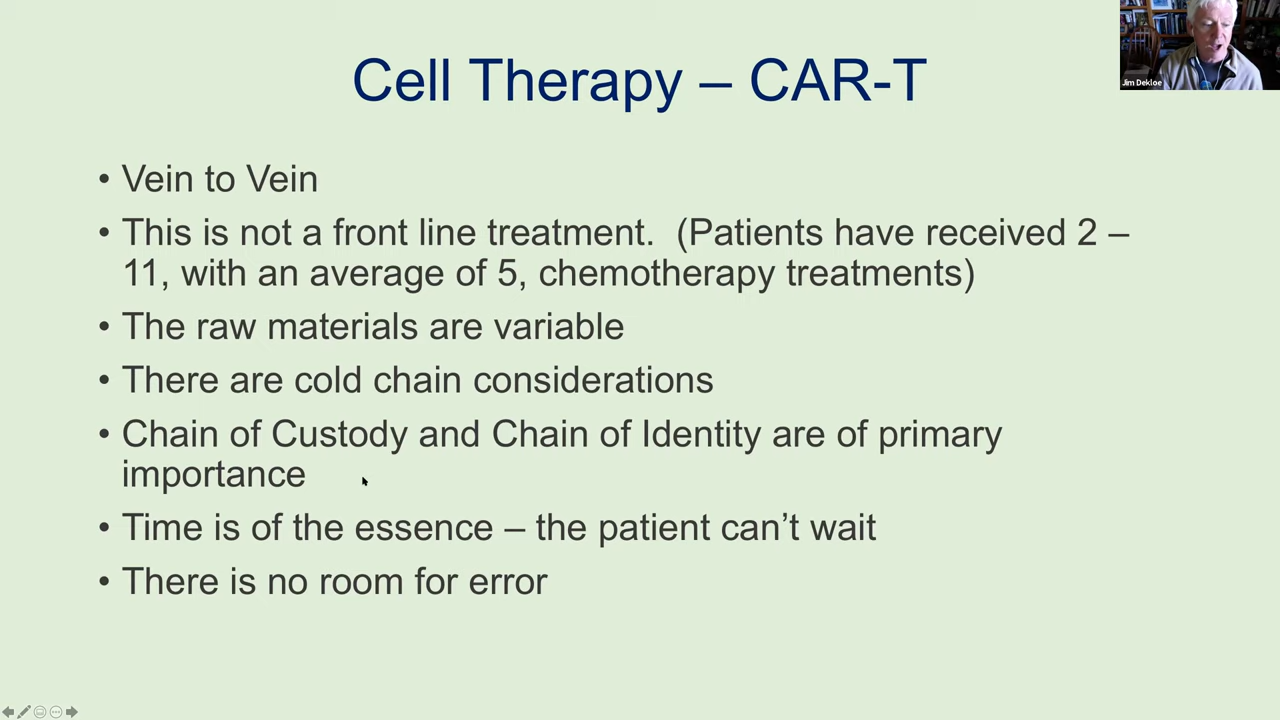 Cell Therapy – CAR-T
Jim Dekloe
• Vein to Vein
• This is not a front line treatment.  (Patients have received 2 –
11, with an average of 5, chemotherapy treatments)
• The raw materials are variable
• There are cold chain considerations
• Chain of Custody and Chain of Identity are of primary
importance
• Time is of the essence – the patient can’t wait
• There is no room for error